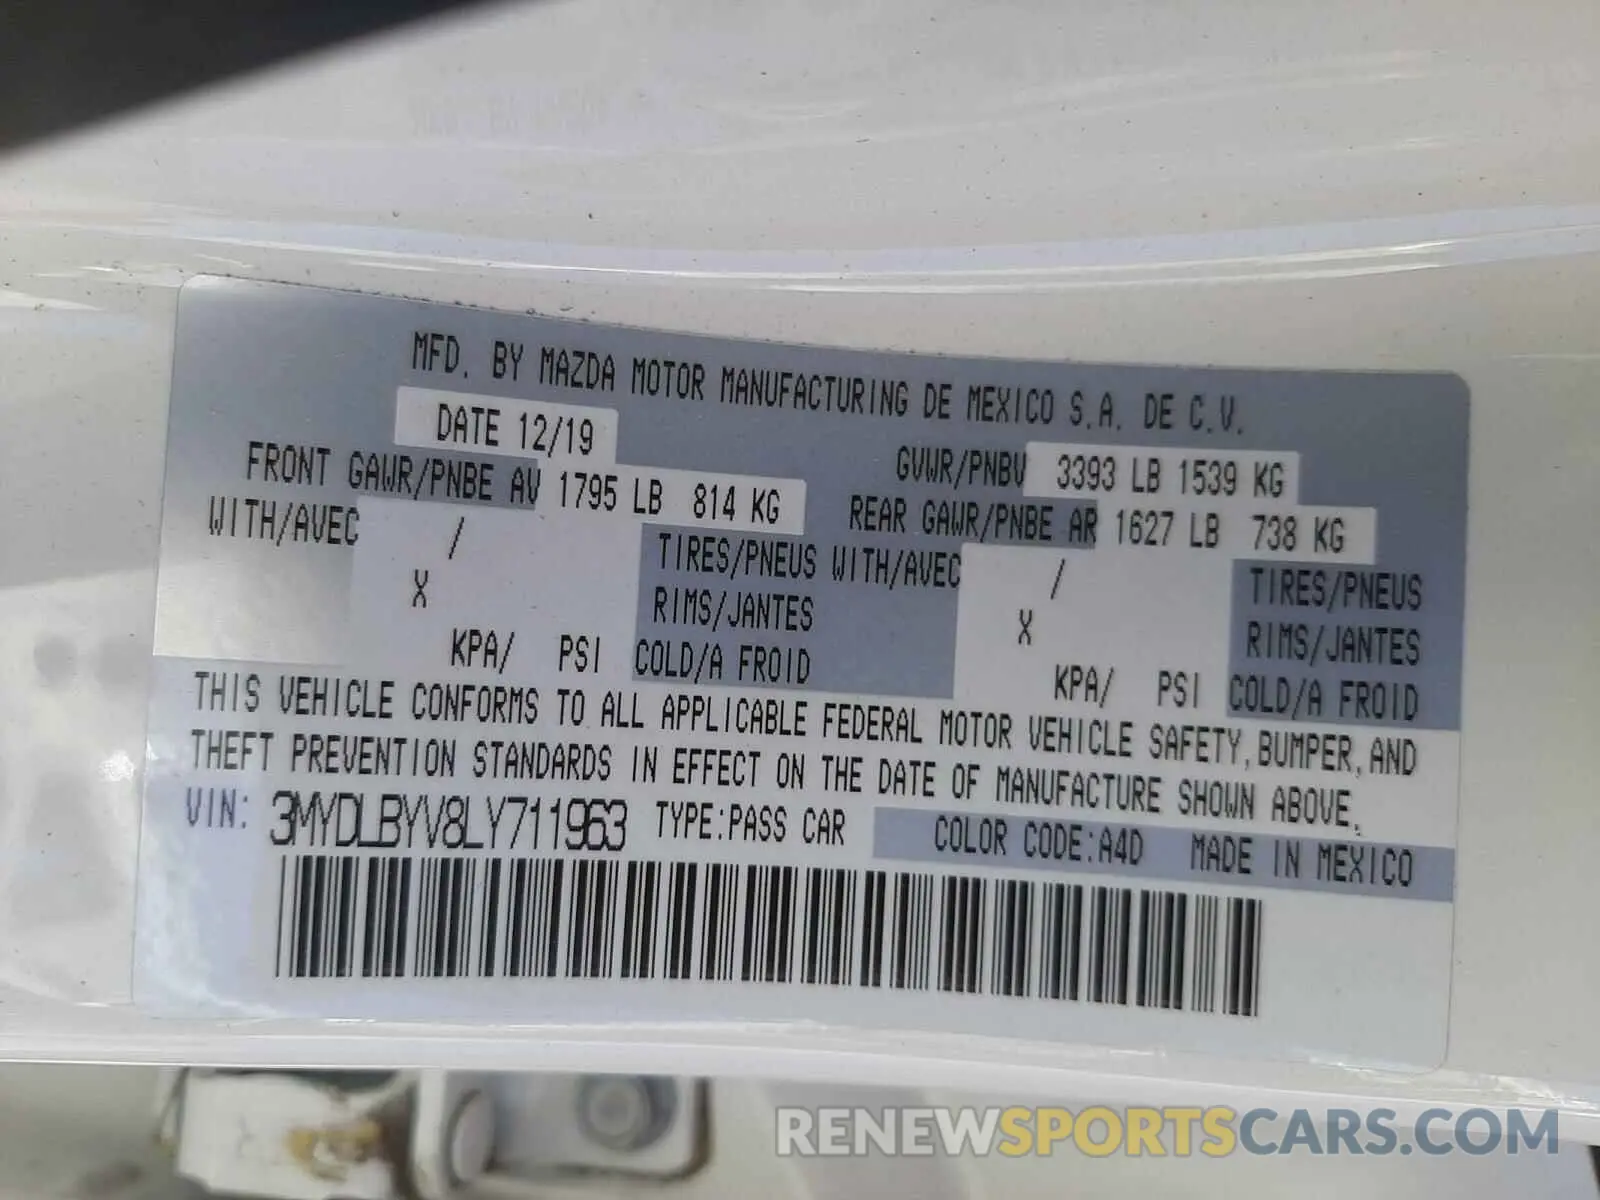 MFD. BY MAZDA MOTOR MANUFACTURING DE MEXICO S.A. DE C.V.
DATE 12/19 GVWR/PNBV 3393 LB 1539 KG
FRONT GAWR/PNBE AV 1795 LB 814 KG REAR GAWR/PNBE AR 1627 LB 738 KG
WITH/AVEC / TIRES/PNEUS WITH/AVEC / TIRES/PNEUS
X RIMS/JANTES X RIMS/JANTES
KPA/ PSI COLD/A FROID KPA/ PSI COLD/A FROID
THIS VEHICLE CONFORMS TO ALL APPLICABLE FEDERAL MOTOR VEHICLE SAFETY, BUMPER, AND
THEFT PREVENTION STANDARDS IN EFFECT ON THE DATE OF MANUFACTURE SHOWN ABOVE.
VIN: 3MYDLBYV8LY711963 TYPE:PASS CAR COLOR CODE:A4D MADE IN MEXICO
RENEWSPORTSCARS.COM